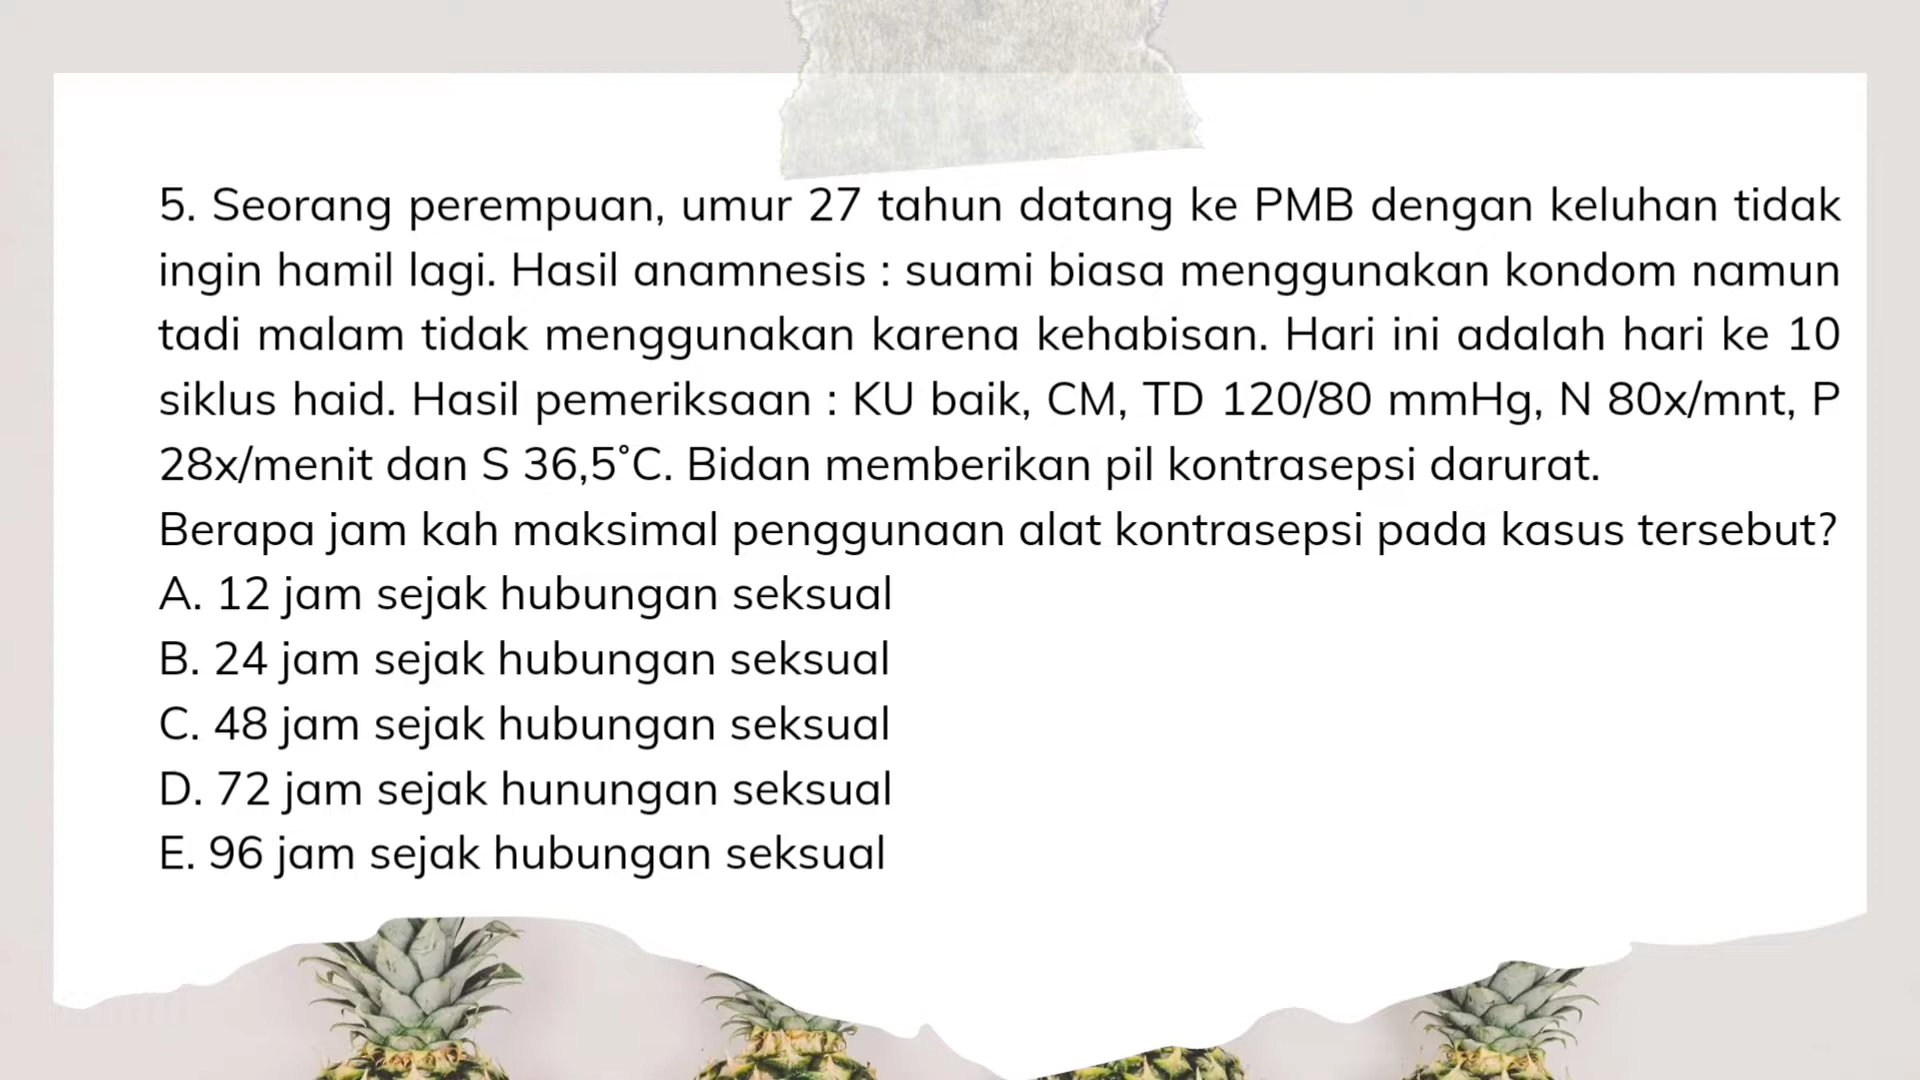 5. Seorang perempuan, umur 27 tahun datang ke PMB dengan keluhan tidak
ingin hamil lagi. Hasil anamnesis : suami biasa menggunakan kondom namun
tadi malam tidak menggunakan karena kehabisan. Hari ini adalah hari ke 10
siklus haid. Hasil pemeriksaan : KU baik, CM, TD 120/80 mmHg, N 80x/mnt, P
28x/menit dan S 36,5˚C. Bidan memberikan pil kontrasepsi darurat.
Berapa jam kah maksimal penggunaan alat kontrasepsi pada kasus tersebut?
A. 12 jam sejak hubungan seksual
B. 24 jam sejak hubungan seksual
C. 48 jam sejak hubungan seksual
D. 72 jam sejak hunungan seksual
E. 96 jam sejak hubungan seksual